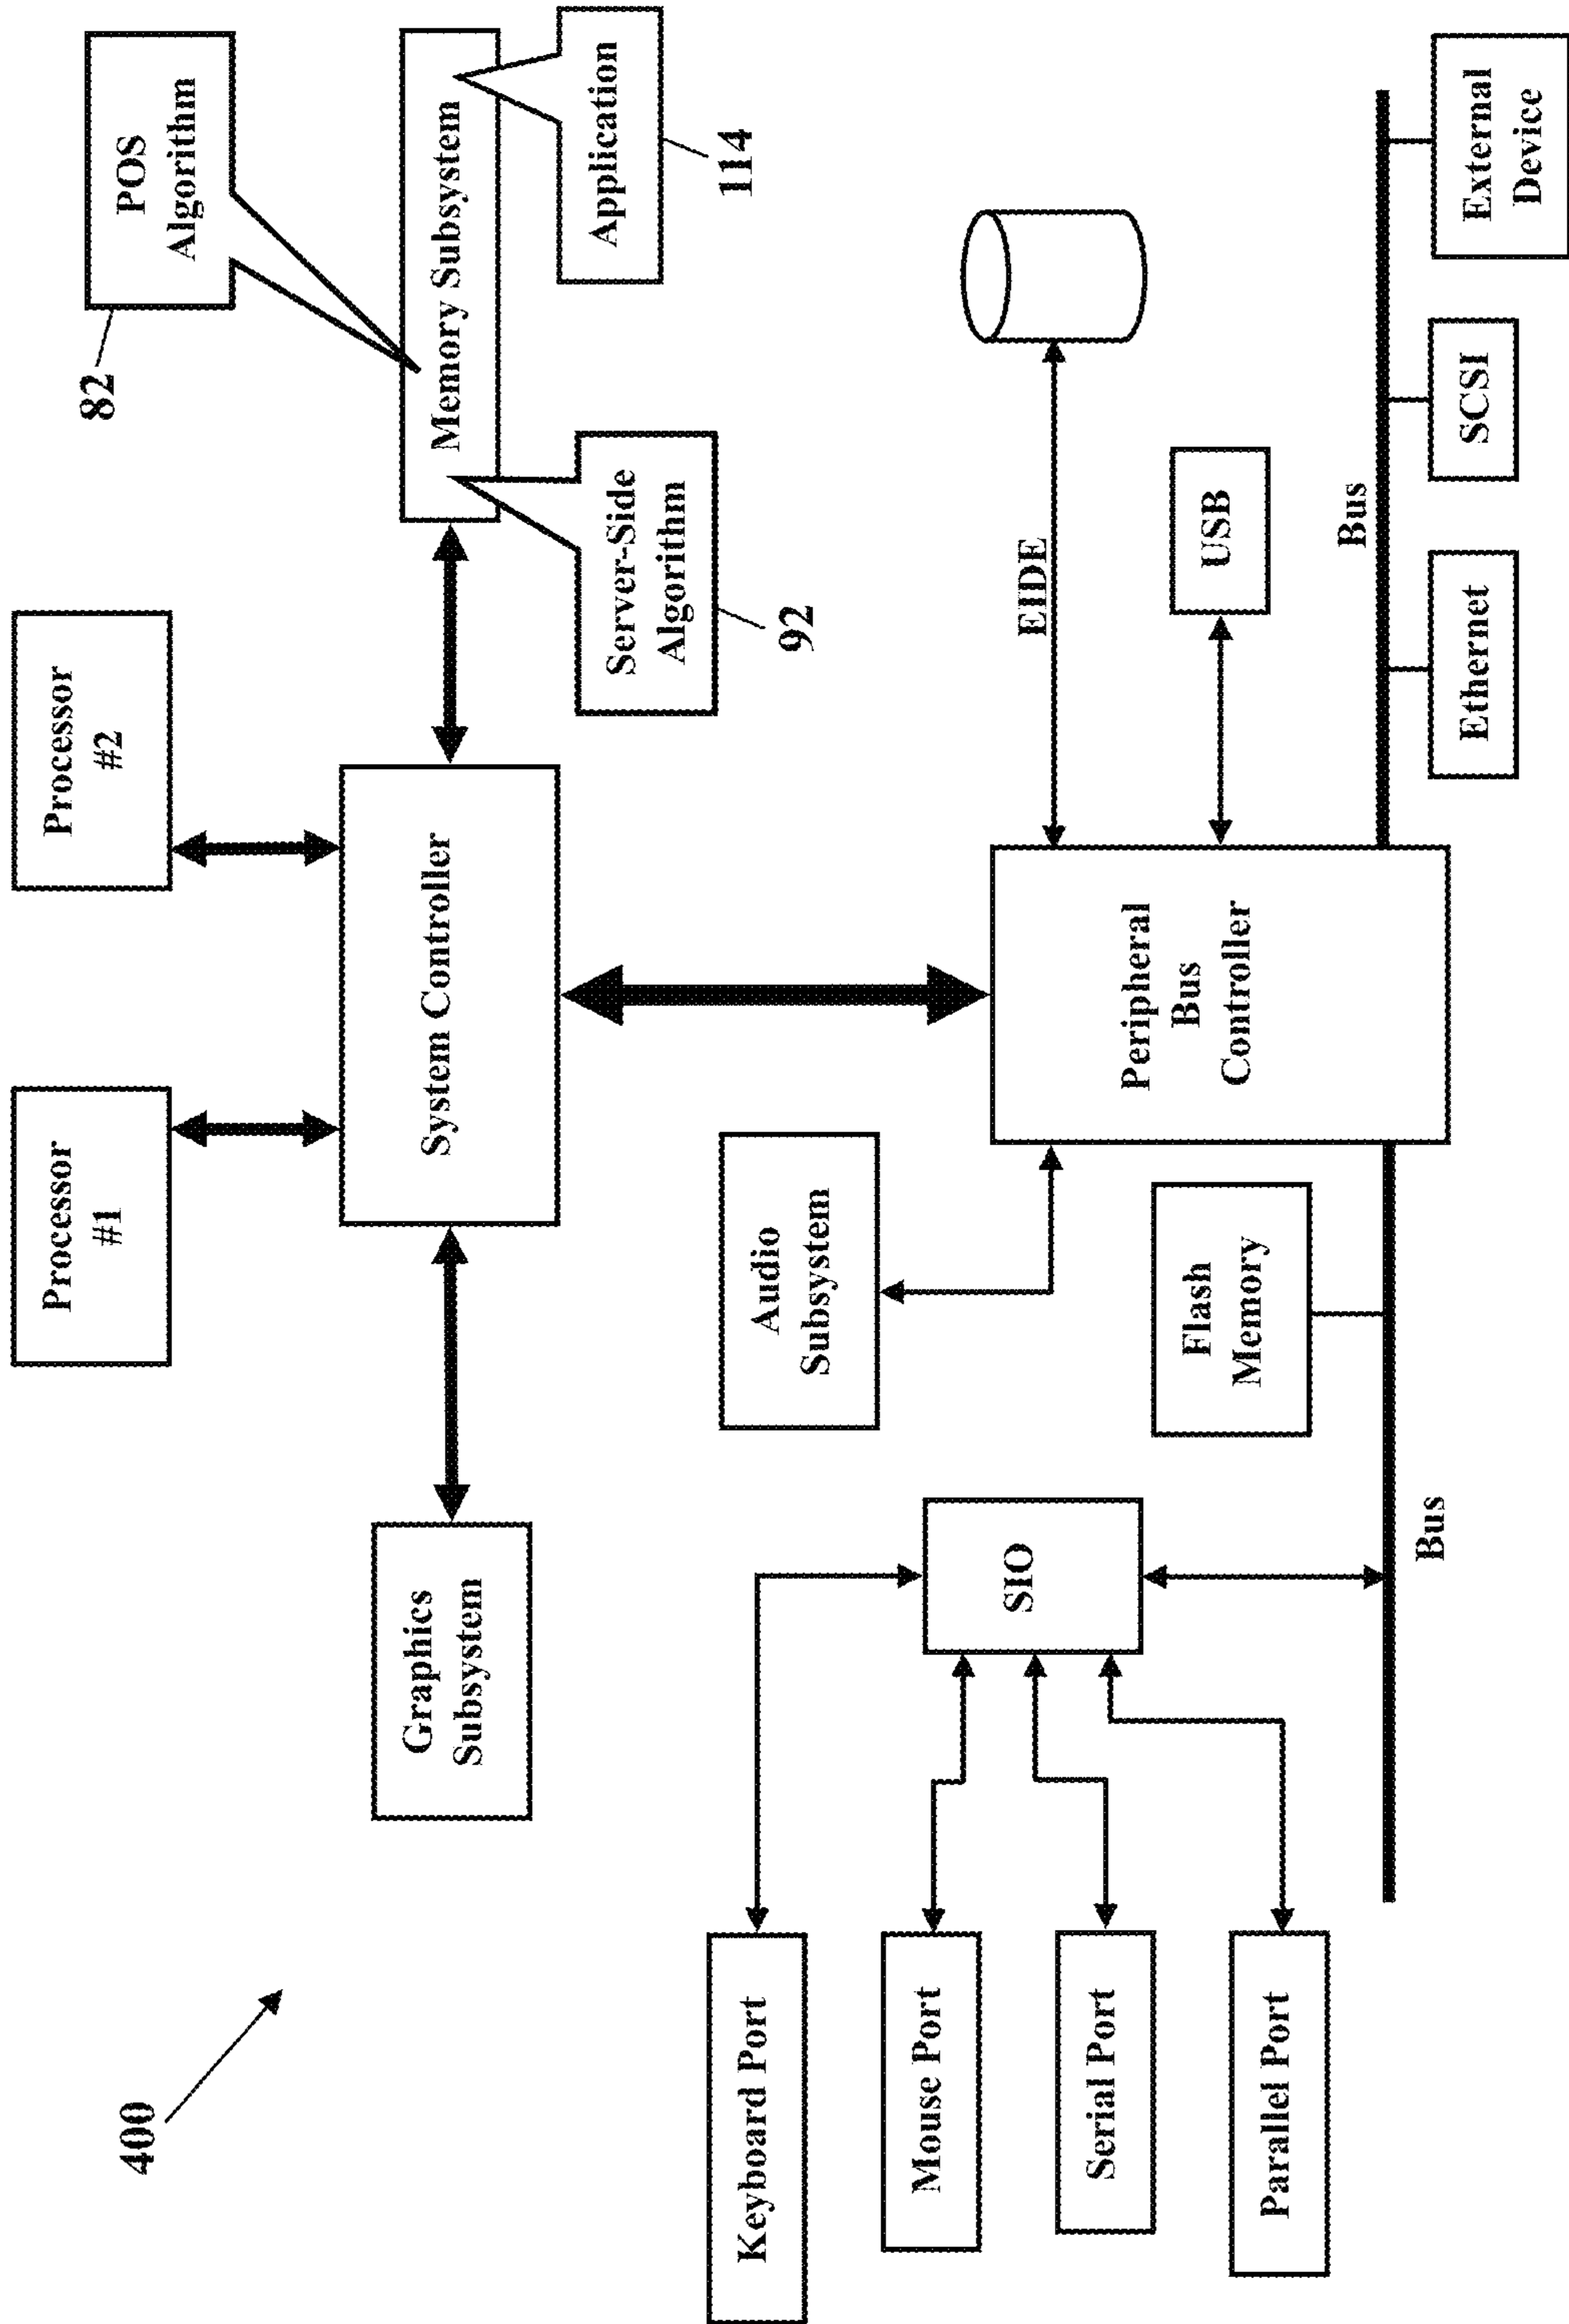 400
Processor
#1
Processor
#2
82
POS
Algorithm
Graphics
Subsystem
System Controller
Memory Subsystem
Server-Side
Algorithm
92
Application
114
Keyboard Port
Mouse Port
Serial Port
Parallel Port
SIO
Audio
Subsystem
Flash
Memory
Peripheral
Bus
Controller
EIDE
USB
Bus
Bus
Ethernet
SCSI
External
Device